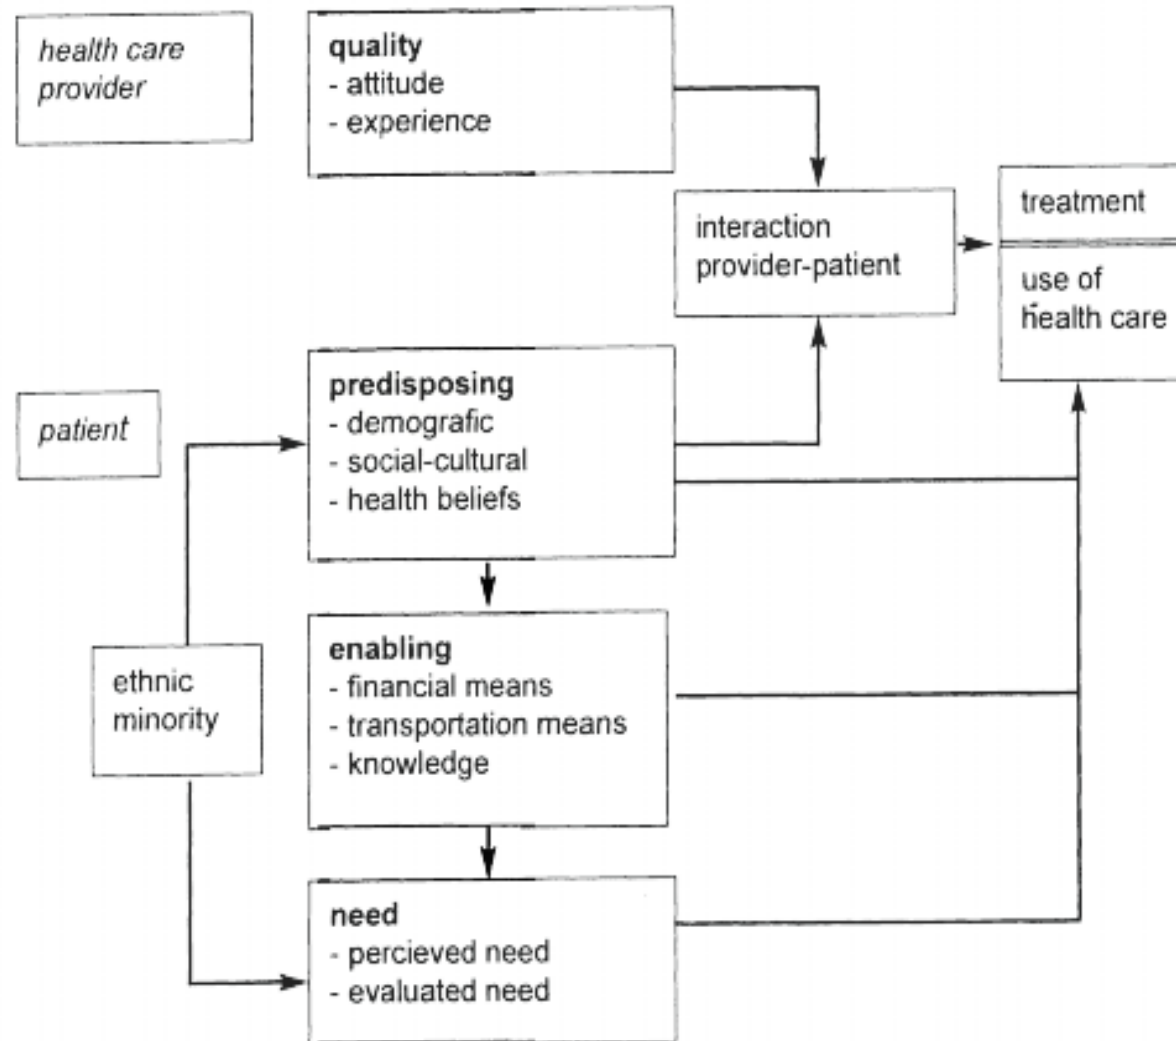 health care
provider
quality
- attitude
- experience
interaction
provider-patient
treatment
use of
health care
patient
predisposing
- demografic
- social-cultural
- health beliefs
ethnic
minority
enabling
- financial means
- transportation means
- knowledge
need
- percieved need
- evaluated need